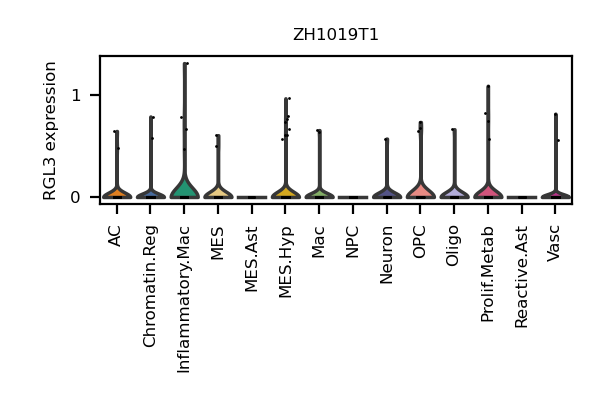 ZH1019T1
RGL3 expression
1
0
AC
Chromatin.Reg
Inflammatory.Mac
MES
MES.Ast
MES.Hyp
Mac
NPC
Neuron
OPC
Oligo
Prolif.Metab
Reactive.Ast
Vasc